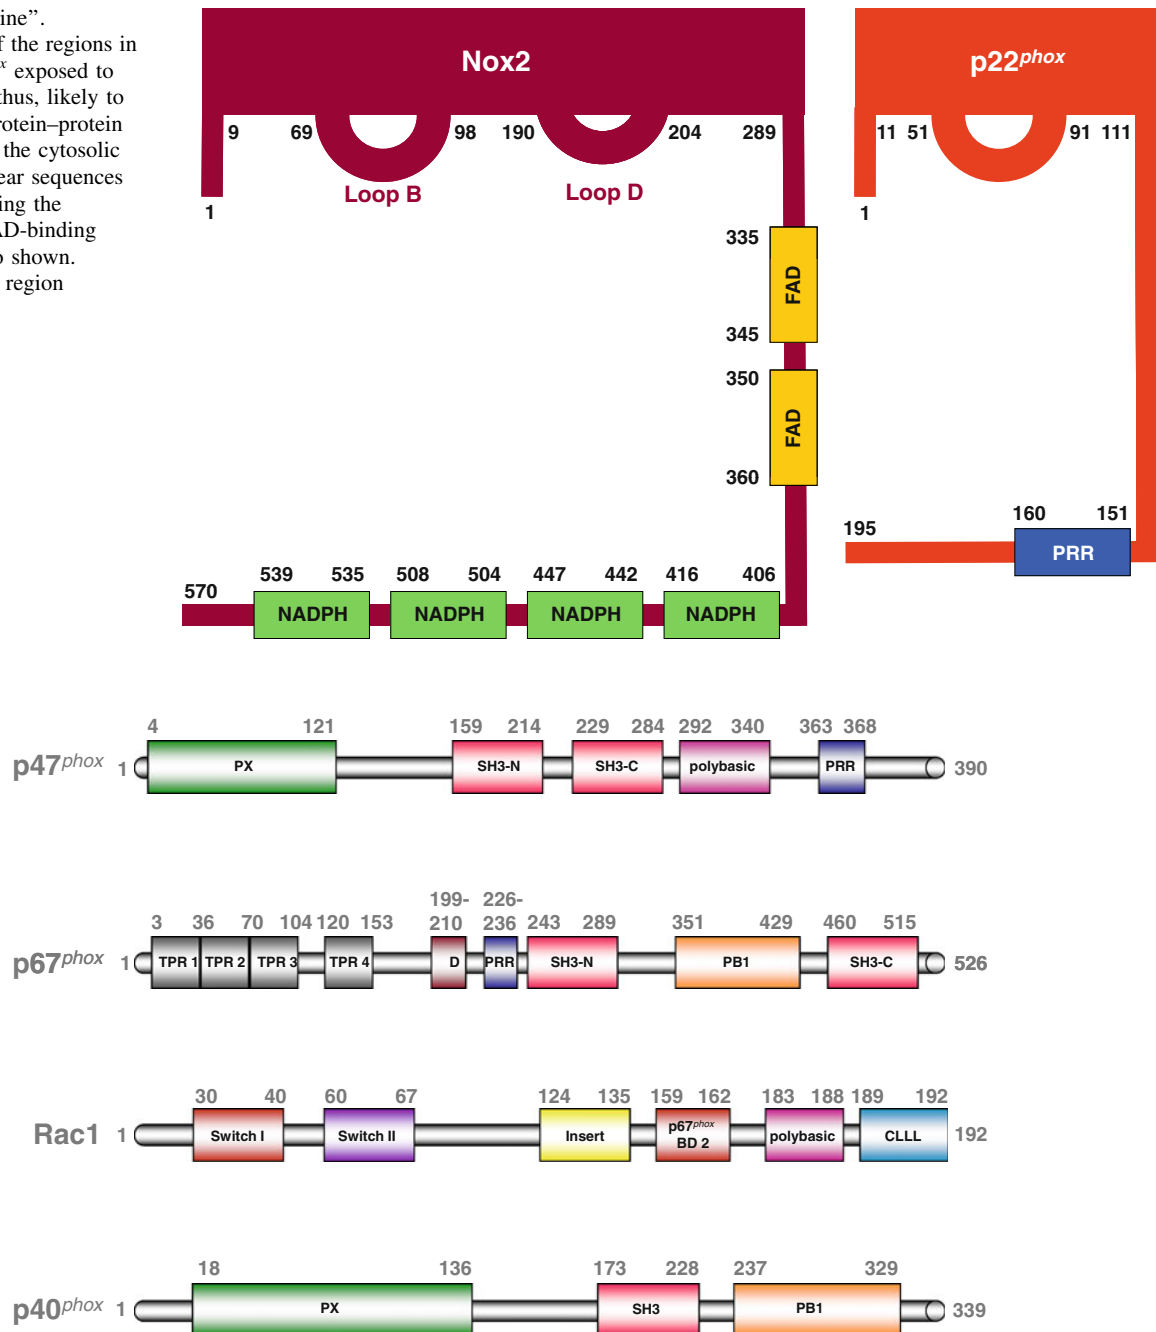 ine”.
f the regions in
x exposed to
thus, likely to
rotein–protein
the cytosolic
ear sequences
ing the
AD-binding
o shown.
region
Nox2
9 69 98 190 204 289
Loop B Loop D
1
335
FAD
345
350
FAD
360
570 539 535 508 504 447 442 416 406
NADPH NADPH NADPH NADPH
p22phox
11 51 91 111
1
195 160 151
PRR
4 121 159 214 229 284 292 340 363 368
p47phox 1 PX SH3-N SH3-C polybasic PRR 390
199- 226-
3 36 70 104 120 153 210 236 243 289 351 429 460 515
p67phox 1 TPR 1 TPR 2 TPR 3 TPR 4 D PRR SH3-N PB1 SH3-C 526
30 40 60 67 124 135 159 162 183 188 189 192
Rac1 1 Switch I Switch II Insert p67phox BD 2 polybasic CLLL 192
18 136 173 228 237 329
p40phox 1 PX SH3 PB1 339